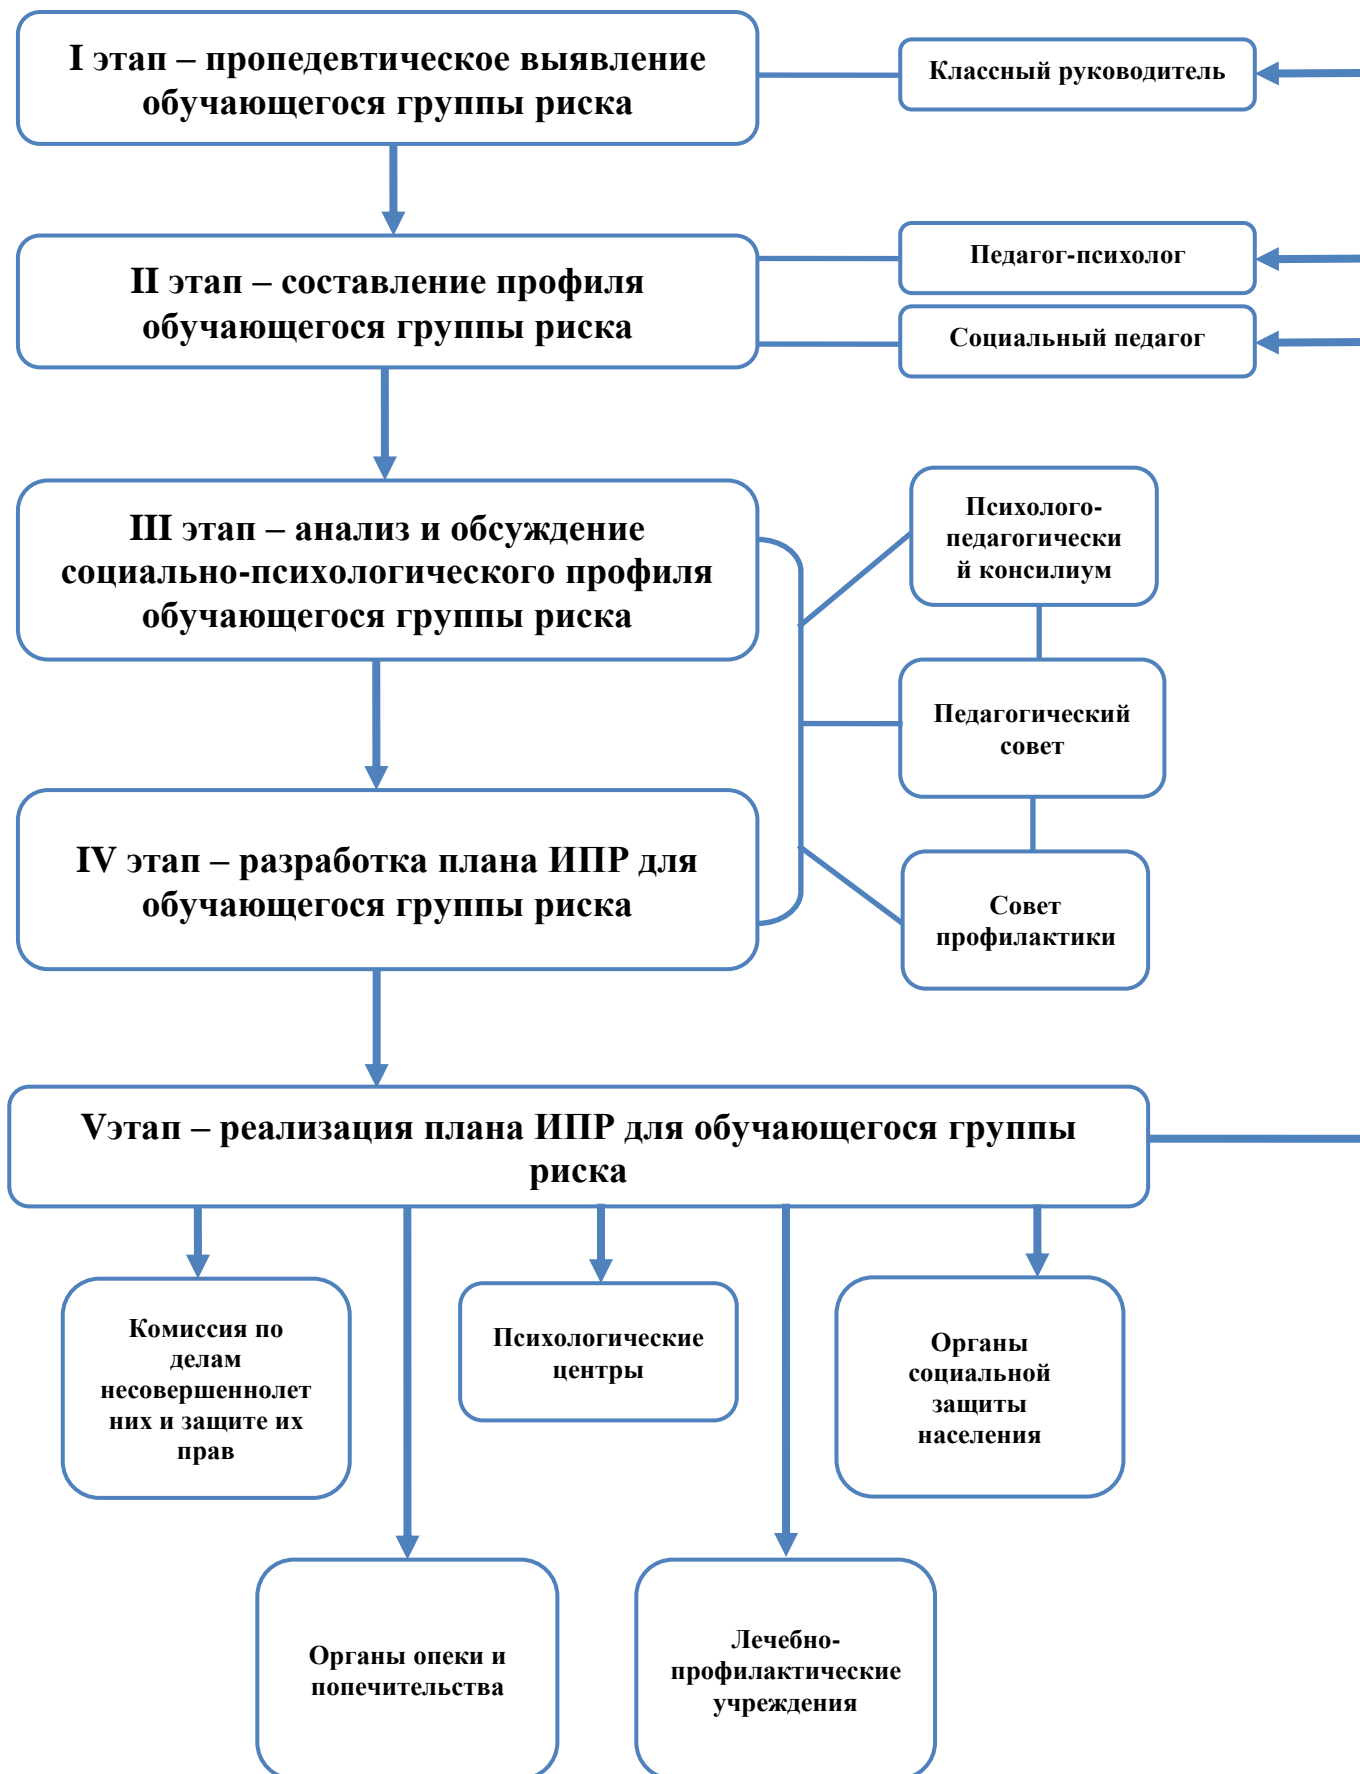 I этап – пропедевтическое выявление
обучающегося группы риска
Классный руководитель
II этап – составление профиля
обучающегося группы риска
Педагог-психолог
Социальный педагог
III этап – анализ и обсуждение
социально-психологического профиля
обучающегося группы риска
Психолого-
педагогически
й консилиум
Педагогический
совет
IV этап – разработка плана ИПР для
обучающегося группы риска
Совет
профилактики
Vэтап – реализация плана ИПР для обучающегося группы
риска
Комиссия по
делам
несовершеннолет
них и защите их
прав
Психологические
центры
Органы
социальной
защиты
населения
Органы опеки и
попечительства
Лечебно-
профилактические
учреждения